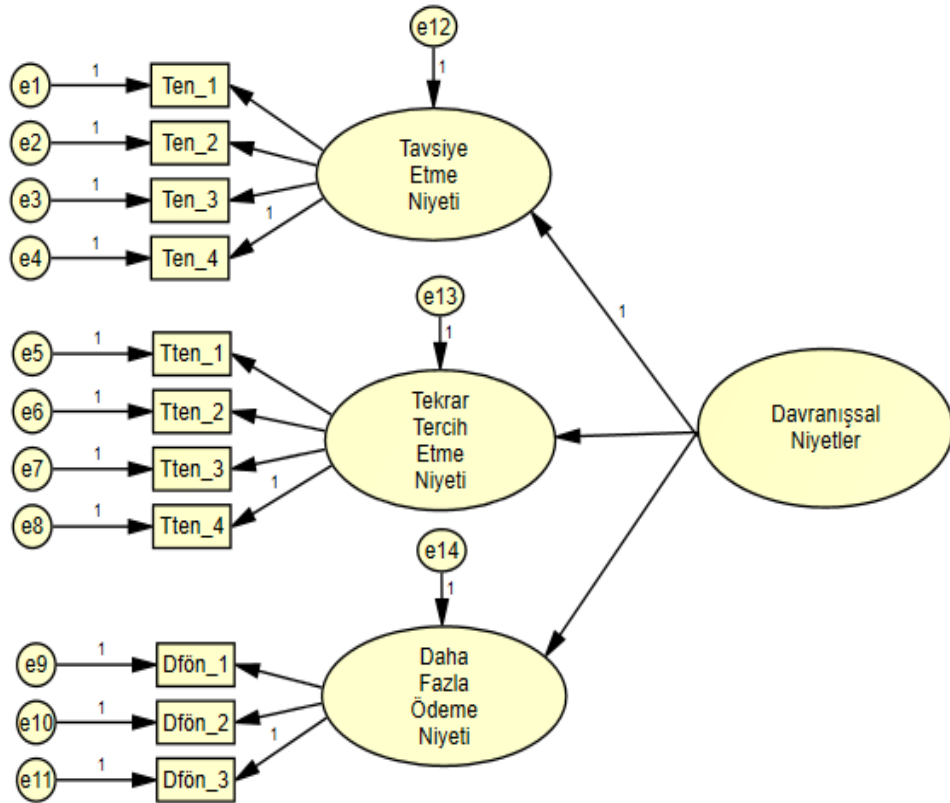 e12
1
e1
1
Ten_1
e2
1
Ten_2
e3
1
Ten_3
e4
1
Ten_4
1
Tavsiye
Etme
Niyeti
1
e13
1
e5
1
Tten_1
e6
1
Tten_2
e7
1
Tten_3
e8
1
Tten_4
1
Tekrar
Tercih
Etme
Niyeti
Davranışsal
Niyetler
e14
1
e9
1
Dfön_1
e10
1
Dfön_2
e11
1
Dfön_3
1
Daha
Fazla
Ödeme
Niyeti